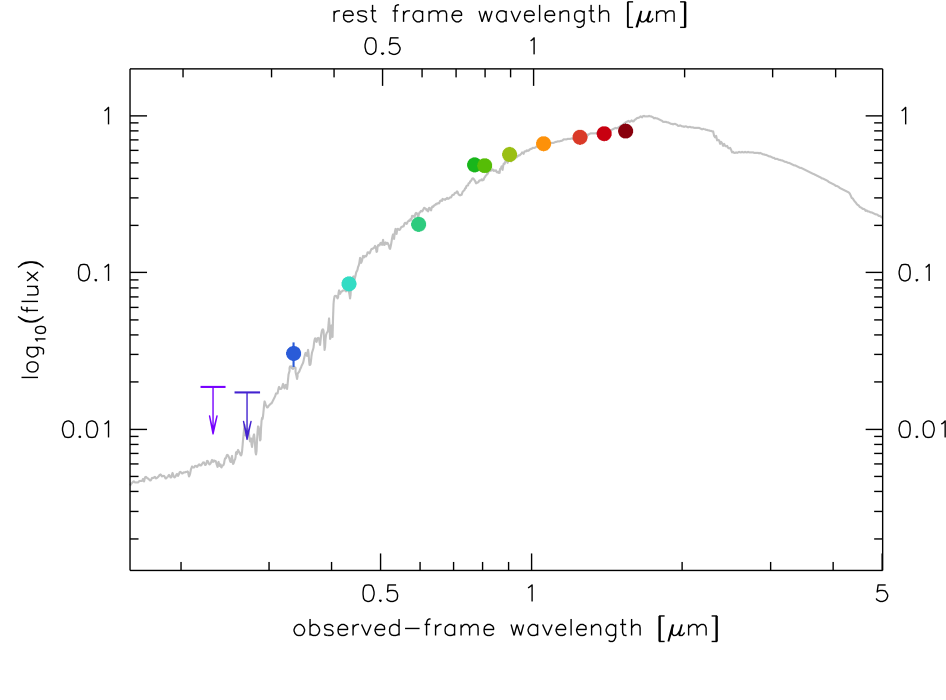 rest frame wavelength [μm]
0.5 1
1 1
0.1 0.1
0.01 0.01
log10(flux)
0.5 1 5
observed-frame wavelength [μm]